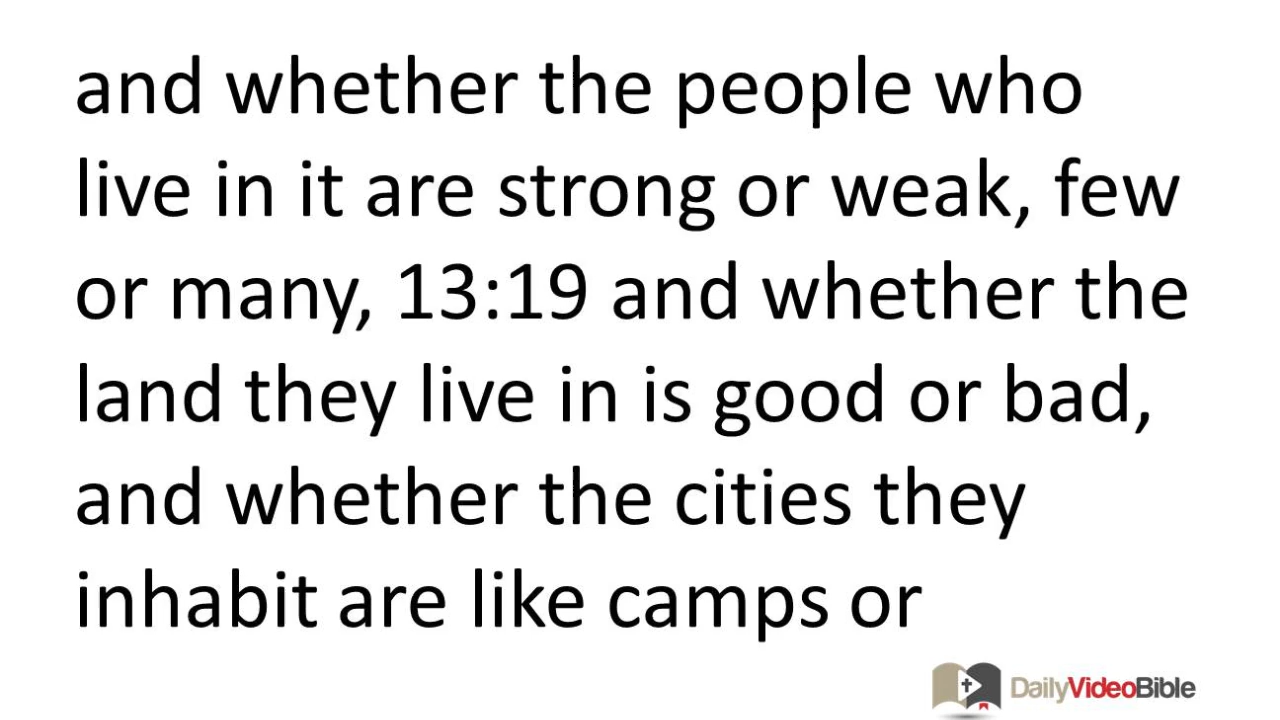 and whether the people who
live in it are strong or weak, few
or many, 13:19 and whether the
land they live in is good or bad,
and whether the cities they
inhabit are like camps or
DailyVideoBible